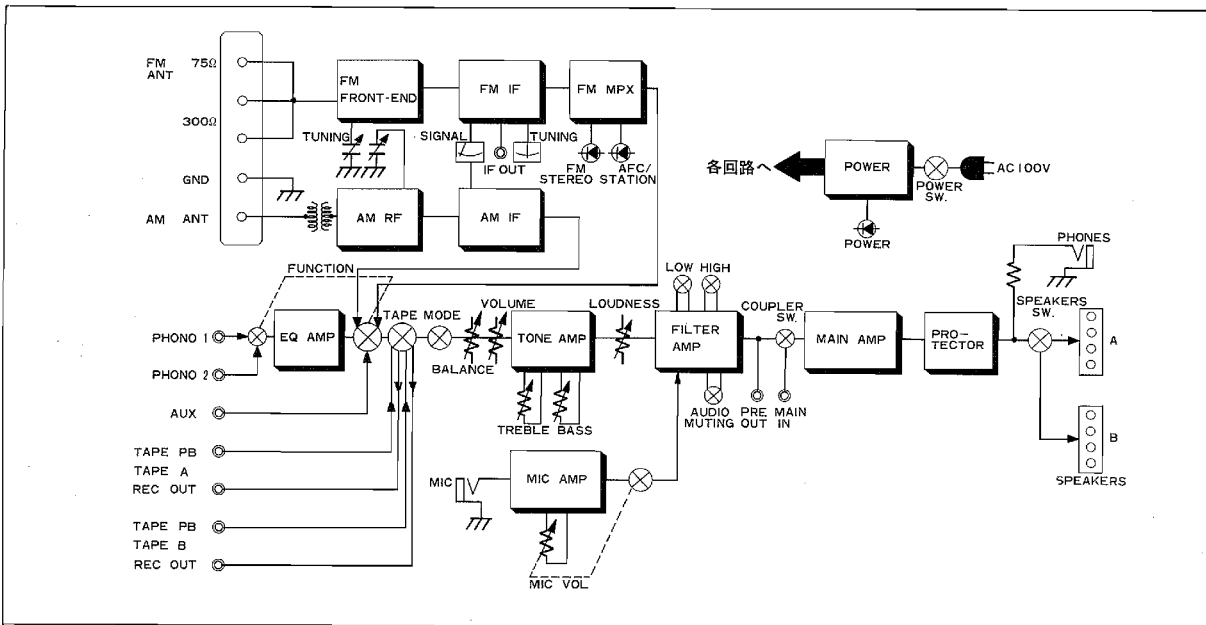 FM ANT
75Ω
300Ω
GND
AM ANT
FM FRONT-END
FM IF
FM MPX
TUNING
SIGNAL
IF OUT
TUNING
FM STEREO
AFC/STATION
AM RF
AM IF
各回路へ
POWER
POWER SW.
AC100V
POWER
FUNCTION
PHONO 1
PHONO 2
AUX
TAPE PB
TAPE A
REC OUT
TAPE PB
TAPE B
REC OUT
EQ AMP
TAPE MODE
VOLUME
BALANCE
TONE AMP
TREBLE BASS
LOUDNESS
LOW HIGH
FILTER AMP
AUDIO MUTING
COUPLER SW.
PRE OUT
MAIN IN
MAIN AMP
PRO-TECTOR
PHONES
SPEAKERS SW.
A
B
SPEAKERS
MIC
MIC AMP
MIC VOL.